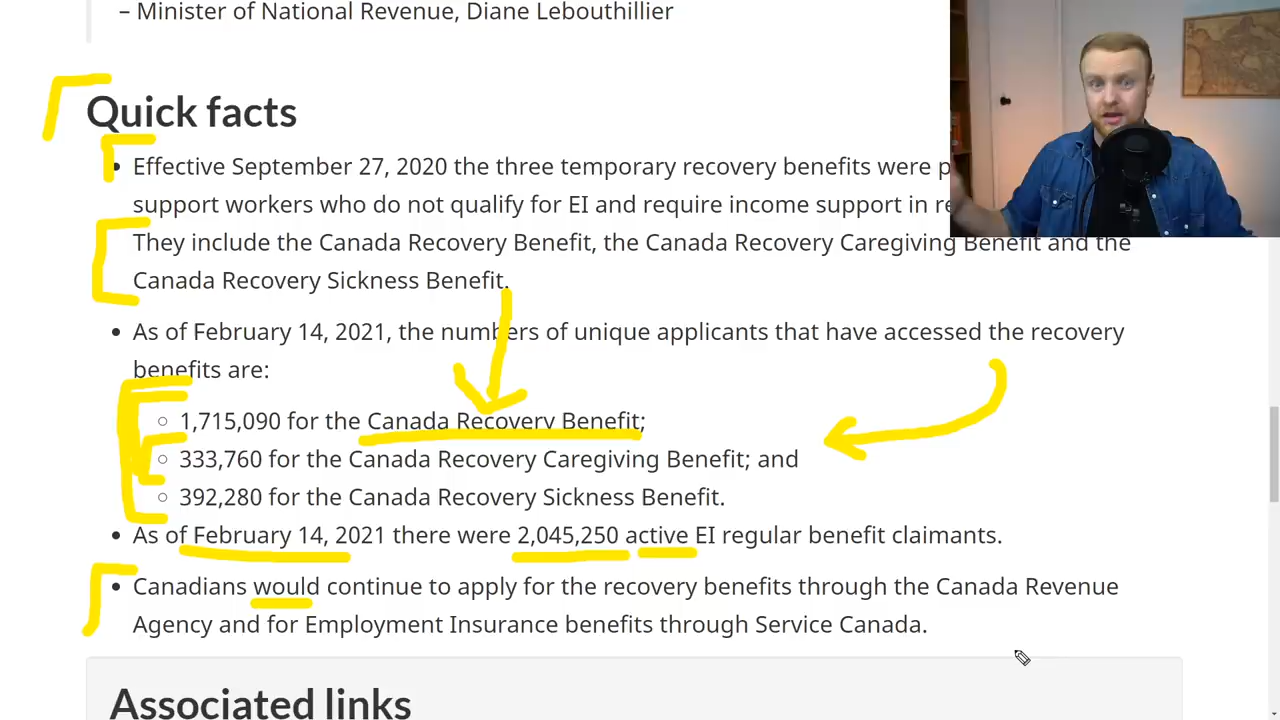 – Minister of National Revenue, Diane Lebouthillier
Quick facts
• Effective September 27, 2020 the three temporary recovery benefits were
support workers who do not qualify for EI and require income support in
They include the Canada Recovery Benefit, the Canada Recovery Caregiving Benefit and the
Canada Recovery Sickness Benefit.
• As of February 14, 2021, the numbers of unique applicants that have accessed the recovery
benefits are:
○ 1,715,090 for the Canada Recovery Benefit;
○ 333,760 for the Canada Recovery Caregiving Benefit; and
○ 392,280 for the Canada Recovery Sickness Benefit.
• As of February 14, 2021 there were 2,045,250 active EI regular benefit claimants.
• Canadians would continue to apply for the recovery benefits through the Canada Revenue
Agency and for Employment Insurance benefits through Service Canada.
Associated links